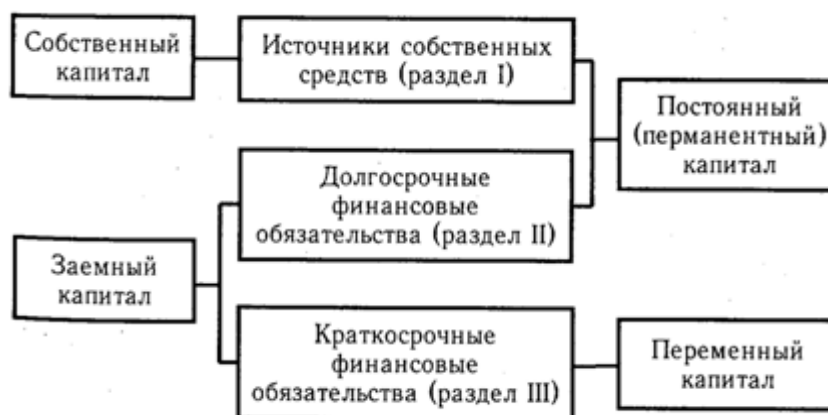 Собственный
капитал
Источники собственных
средств (раздел I)
Постоянный
(перманентный)
капитал
Долгосрочные
финансовые
обязательства (раздел II)
Заемный
капитал
Краткосрочные
финансовые
обязательства (раздел III)
Переменный
капитал